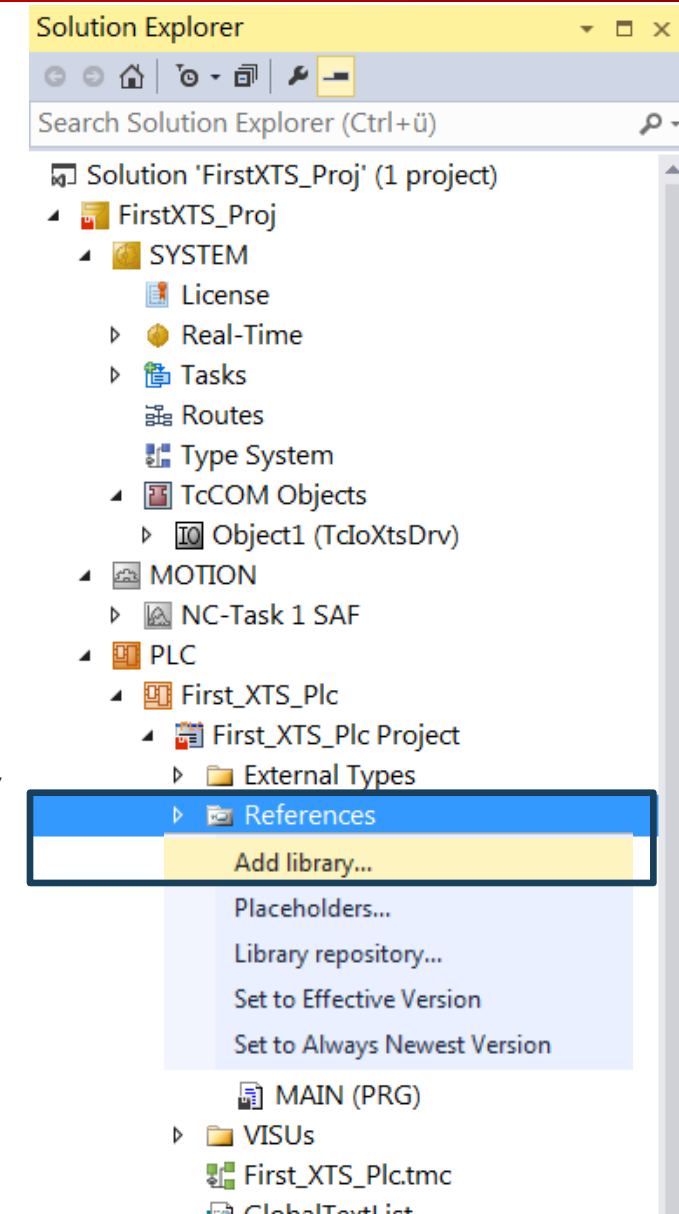 Solution Explorer
Search Solution Explorer (Ctrl+ü)
Solution 'FirstXTS_Proj' (1 project)
FirstXTS_Proj
SYSTEM
License
Real-Time
Tasks
Routes
Type System
TcCOM Objects
Object1 (TcIoXtsDrv)
MOTION
NC-Task 1 SAF
PLC
First_XTS_Plc
First_XTS_Plc Project
External Types
References
Add library...
Placeholders...
Library repository...
Set to Effective Version
Set to Always Newest Version
MAIN (PRG)
VISUs
First_XTS_Plc.tmc
GlobalTextList